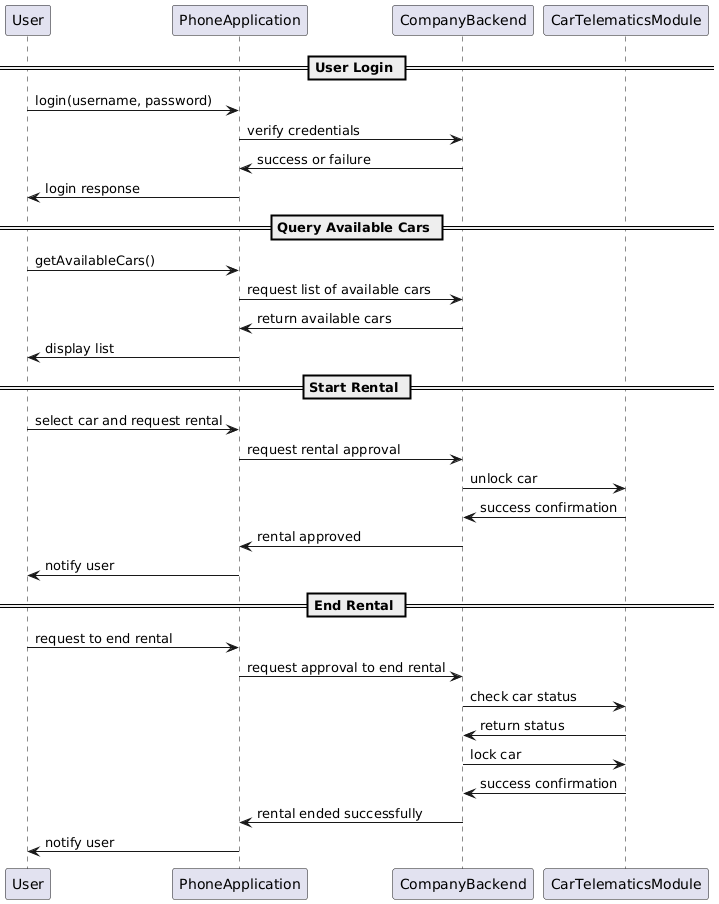 User PhoneApplication CompanyBackend CarTelematicsModule
User Login
login(username, password)
verify credentials
success or failure
login response
Query Available Cars
getAvailableCars()
request list of available cars
return available cars
display list
Start Rental
select car and request rental
request rental approval
unlock car
success confirmation
rental approved
notify user
End Rental
request to end rental
request approval to end rental
check car status
return status
lock car
success confirmation
rental ended successfully
notify user
User PhoneApplication CompanyBackend CarTelematicsModule